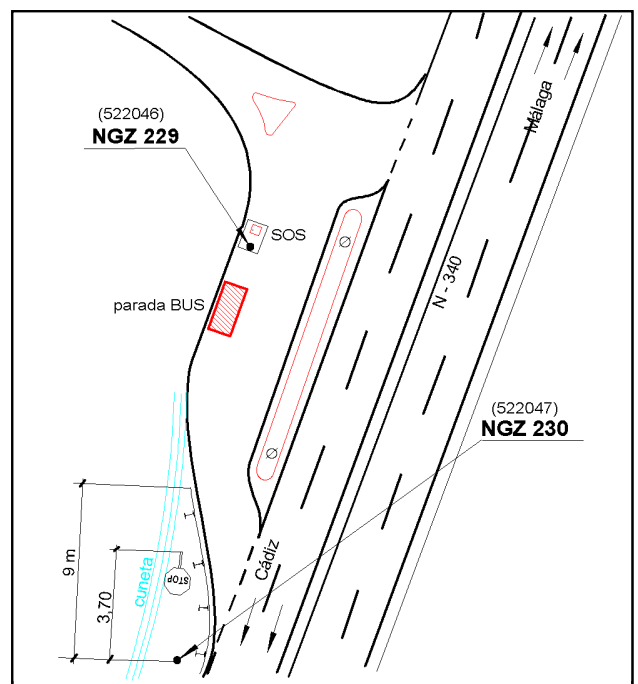 (522046)
NGZ 229
SOS
parada BUS
Málaga
N - 340
(522047)
NGZ 230
Cádiz
cuneta
STOP
9 m
3,70